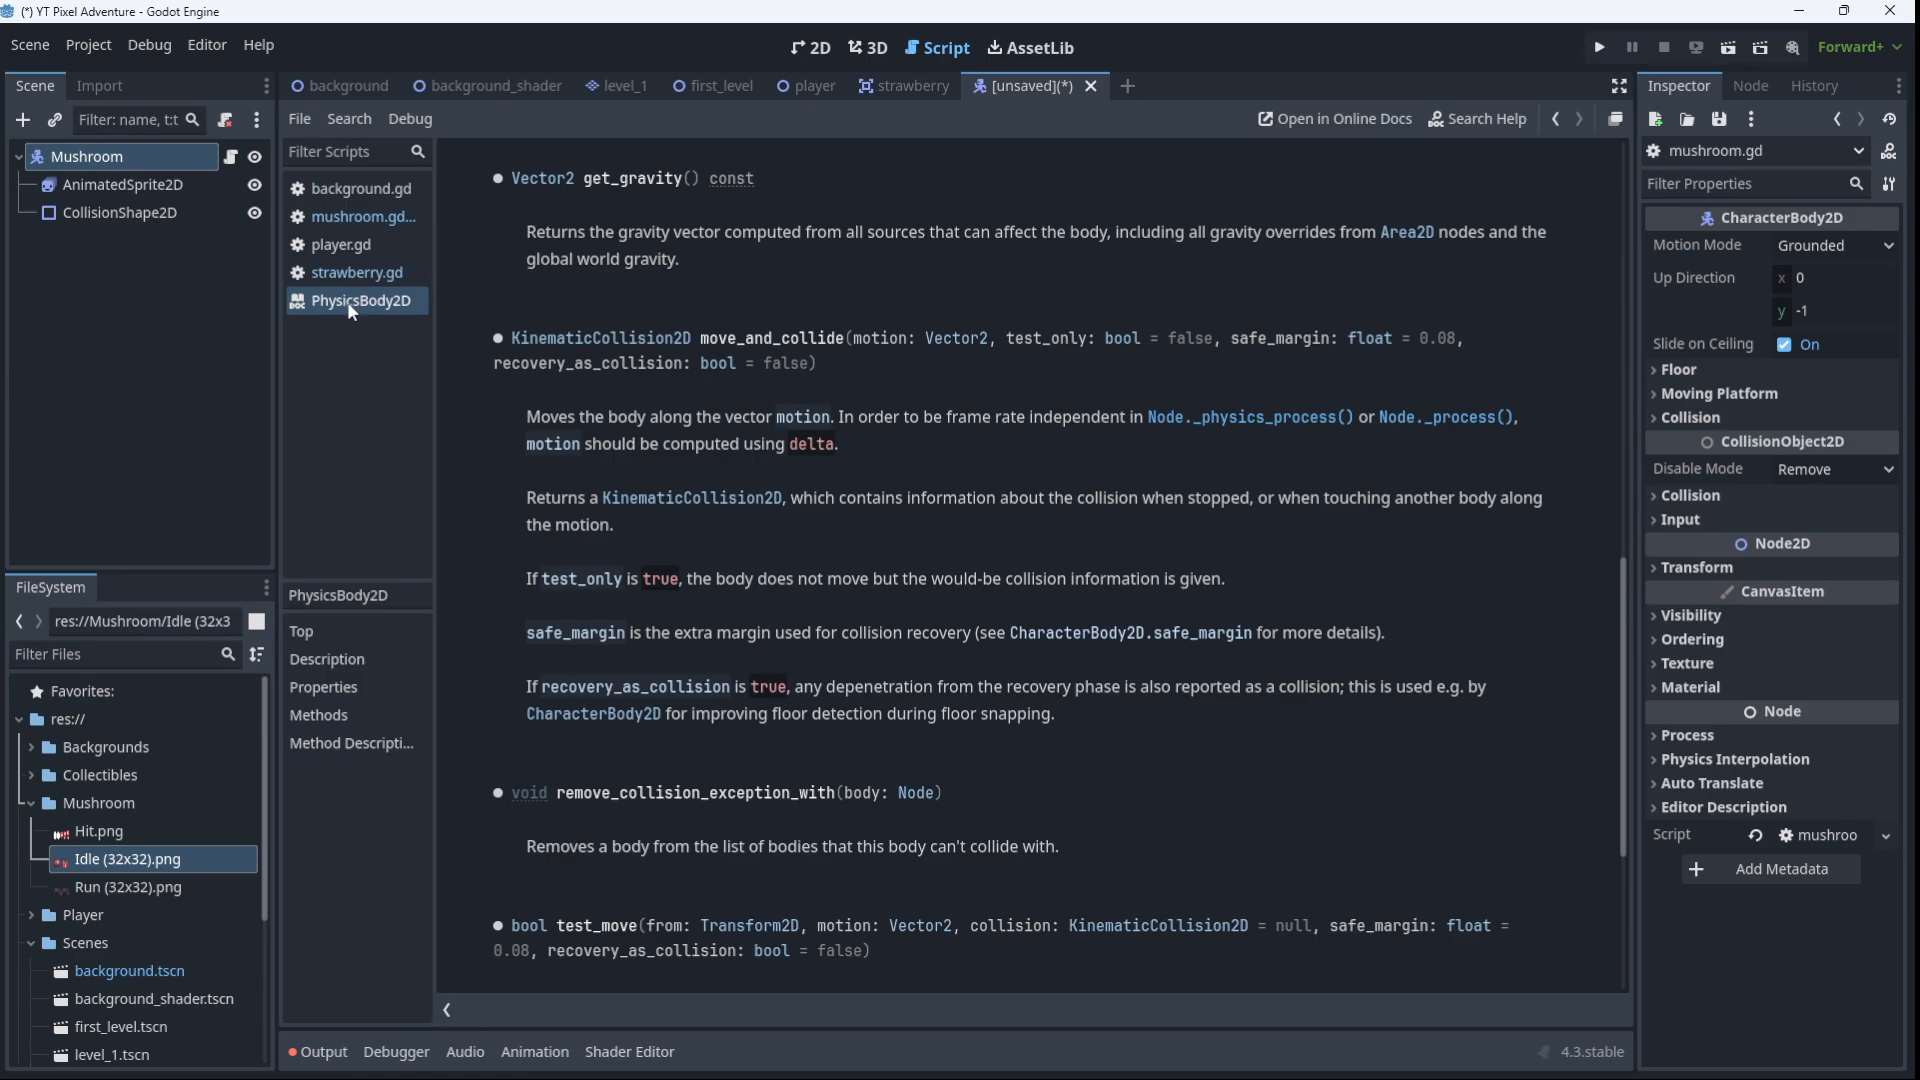 (*) YT Pixel Adventure - Godot Engine
Scene Project Debug Editor Help
2D 3D Script AssetLib
Forward+
Scene Import
background background_shader level_1 first_level player strawberry [unsaved](*)
Inspector Node History
Filter: name, t:t
File Search Debug
Open in Online Docs Search Help
Mushroom
AnimatedSprite2D
CollisionShape2D
Filter Scripts
background.gd
mushroom.gd...
player.gd
strawberry.gd
PhysicsBody2D
PhysicsBody2D
Top
Description
Properties
Methods
Method Descripti...
Vector2 get_gravity() const
Returns the gravity vector computed from all sources that can affect the body, including all gravity overrides from Area2D nodes and the
global world gravity.
KinematicCollision2D move_and_collide(motion: Vector2, test_only: bool = false, safe_margin: float = 0.08,
recovery_as_collision: bool = false)
Moves the body along the vector motion. In order to be frame rate independent in Node._physics_process() or Node._process(),
motion should be computed using delta.
Returns a KinematicCollision2D, which contains information about the collision when stopped, or when touching another body along
the motion.
If test_only is true, the body does not move but the would-be collision information is given.
safe_margin is the extra margin used for collision recovery (see CharacterBody2D.safe_margin for more details).
If recovery_as_collision is true, any depenetration from the recovery phase is also reported as a collision; this is used e.g. by
CharacterBody2D for improving floor detection during floor snapping.
void remove_collision_exception_with(body: Node)
Removes a body from the list of bodies that this body can't collide with.
bool test_move(from: Transform2D, motion: Vector2, collision: KinematicCollision2D = null, safe_margin: float =
0.08, recovery_as_collision: bool = false)
FileSystem
res://Mushroom/Idle (32x3
Filter Files
Favorites:
res://
Backgrounds
Collectibles
Mushroom
Hit.png
Idle (32x32).png
Run (32x32).png
Player
Scenes
background.tscn
background_shader.tscn
first_level.tscn
level_1.tscn
Output Debugger Audio Animation Shader Editor
4.3.stable
mushroom.gd
Filter Properties
CharacterBody2D
Motion Mode Grounded
Up Direction x 0
y -1
Slide on Ceiling On
Floor
Moving Platform
Collision
CollisionObject2D
Disable Mode Remove
Collision
Input
Node2D
Transform
CanvasItem
Visibility
Ordering
Texture
Material
Node
Process
Physics Interpolation
Auto Translate
Editor Description
Script mushroo
Add Metadata